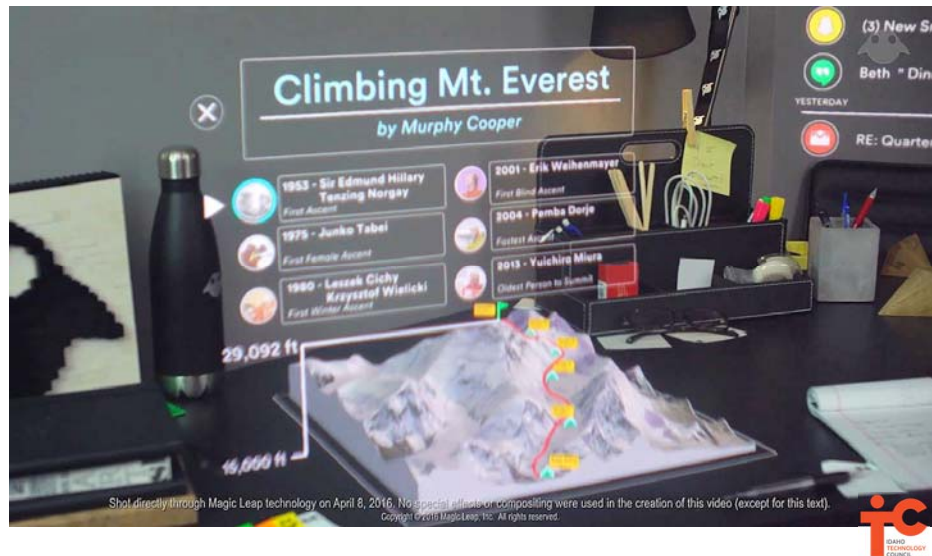 Climbing Mt. Everest
by Murphy Cooper
1953 - Sir Edmund Hillary
Tenzing Norgay
First Ascent
1975 - Junko Tabei
First Female Ascent
1980 - Leszek Cichy
Krzysztof Wielicki
First Winter Ascent
2001 - Erik Weihenmayer
First Blind Ascent
2004 - Pemba Dorje
Fastest Ascent
2013 - Yuichiro Miura
Oldest Person to Summit
(3) New
Beth " Din
YESTERDAY
RE: Quarte
29,092 ft
ft
Shot directly through Magic Leap technology on April 8, 2016. No special effects or compositing were used in the creation of this video (except for this text).
Copyright © 2016 Magic Leap, Inc. All rights reserved.
IDAHO
TECHNOLOGY
COUNCIL